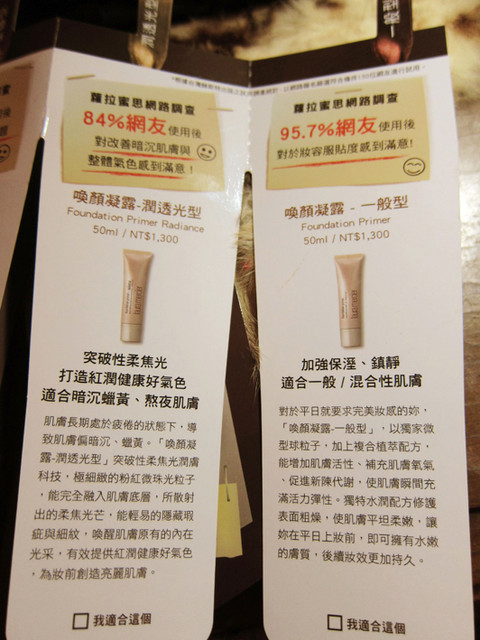 蘿拉蜜思網路調查
84%網友使用後
對改善暗沉肌膚與
整體氣色感到滿意！
喚顏凝露-潤透光型
Foundation Primer Radiance
50ml / NT$1,300
突破性柔焦光
打造紅潤健康好氣色
適合暗沉蠟黃、熬夜肌膚
肌膚長期處於疲倦的狀態下，導
致肌膚偏暗沉、蠟黃。「喚顏凝
露-潤透光型」突破性柔焦光潤膚
科技，極細緻的粉紅微珠光粒子
，能完全融入肌膚底層，所散射
出的柔焦光芒，能輕易的隱藏瑕
疵與細紋，喚醒肌膚原有的內在
光采，有效提供紅潤健康好氣色
，為妝前創造亮麗肌膚。
我適合這個
蘿拉蜜思網路調查
95.7%網友使用後
對於妝容服貼度感到滿意！
喚顏凝露 - 一般型
Foundation Primer
50ml / NT$1,300
加強保溼、鎮靜
適合一般 / 混合性肌膚
對於平日就要求完美妝感的妳，
「喚顏凝露-一般型」，以獨家微
型球粒子，加上複合植萃配方，
能增加肌膚活性、補充肌膚氧氣
，促進新陳代謝，使肌膚瞬間充
滿活力彈性。獨特水潤配方修護
表面粗燥，使肌膚平坦柔嫩，讓
妳在平日上妝前，即可擁有水嫩
的膚質，後續妝效更加持久。
我適合這個